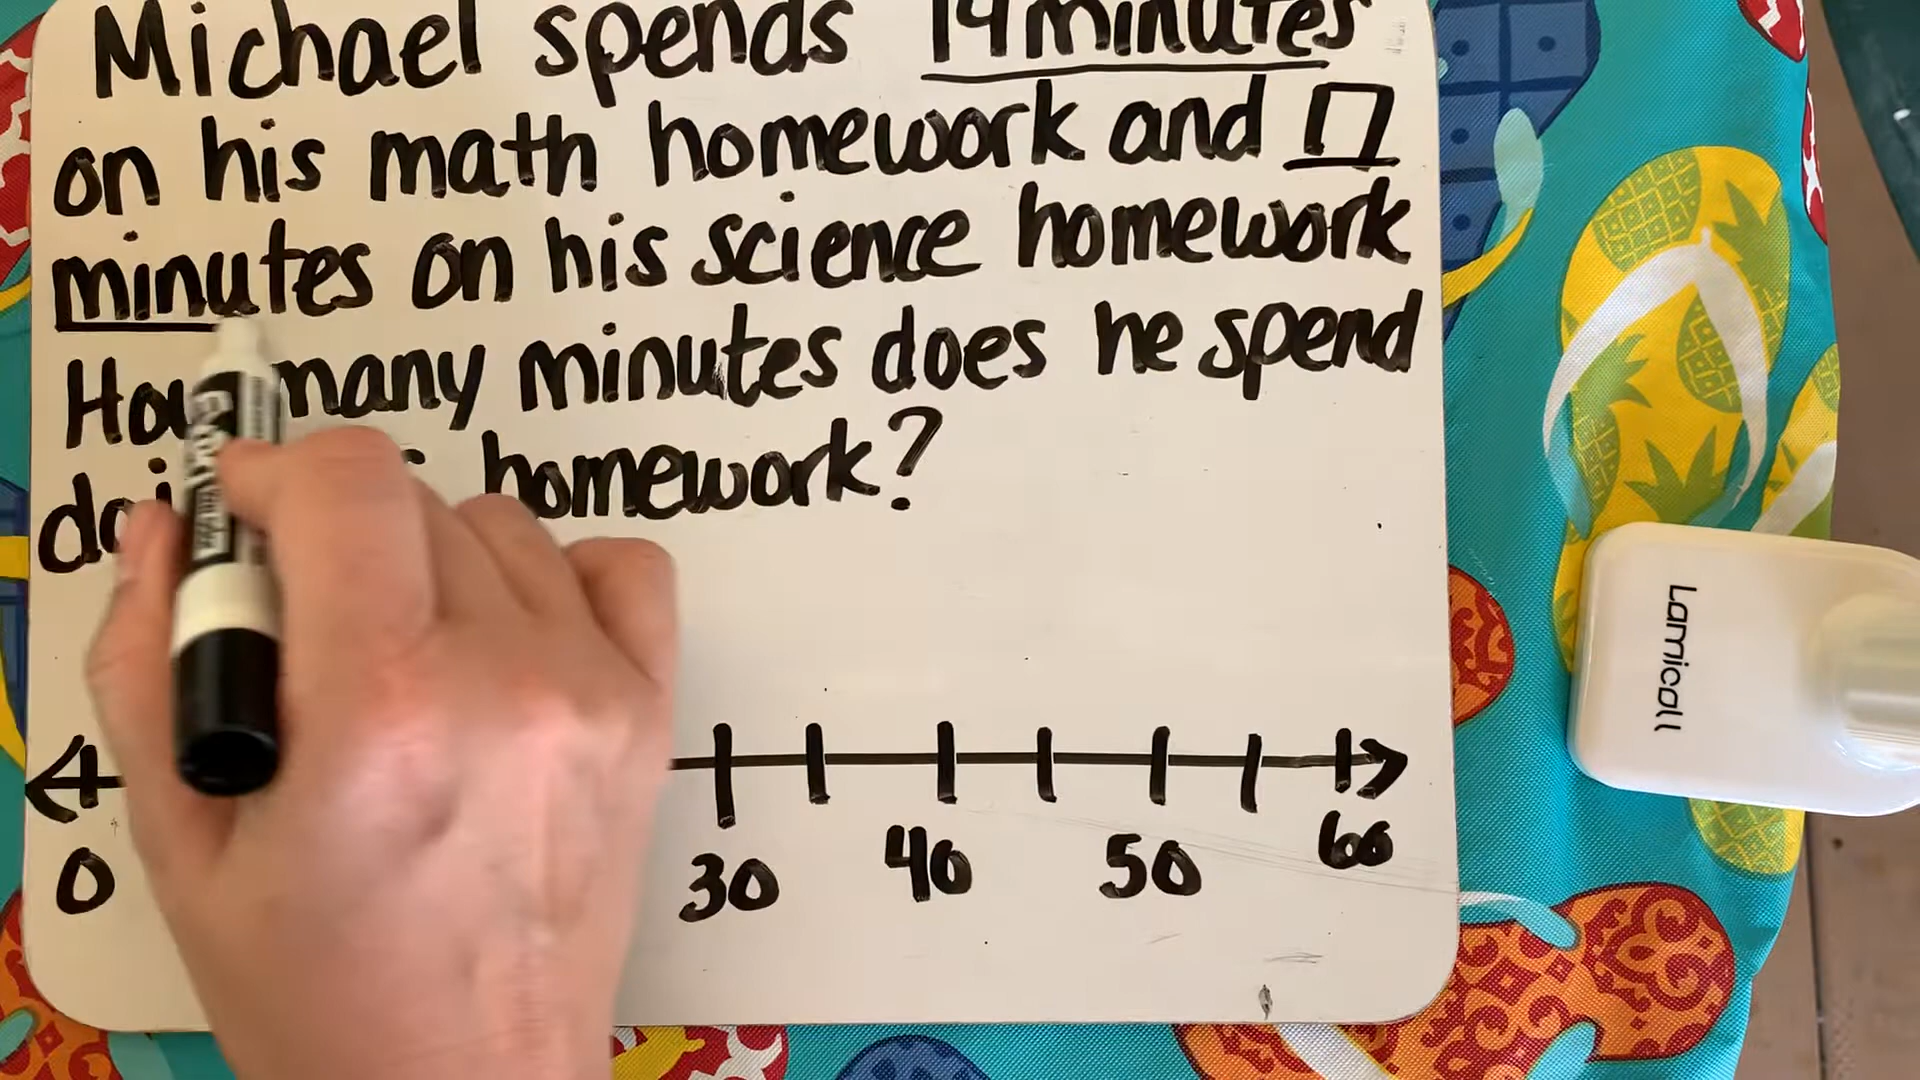 Michael spends 14 minutes
on his math homework and
minutes on his science homework
How many minutes does he spend
homework?
0 30 40 50 60
Lamicall